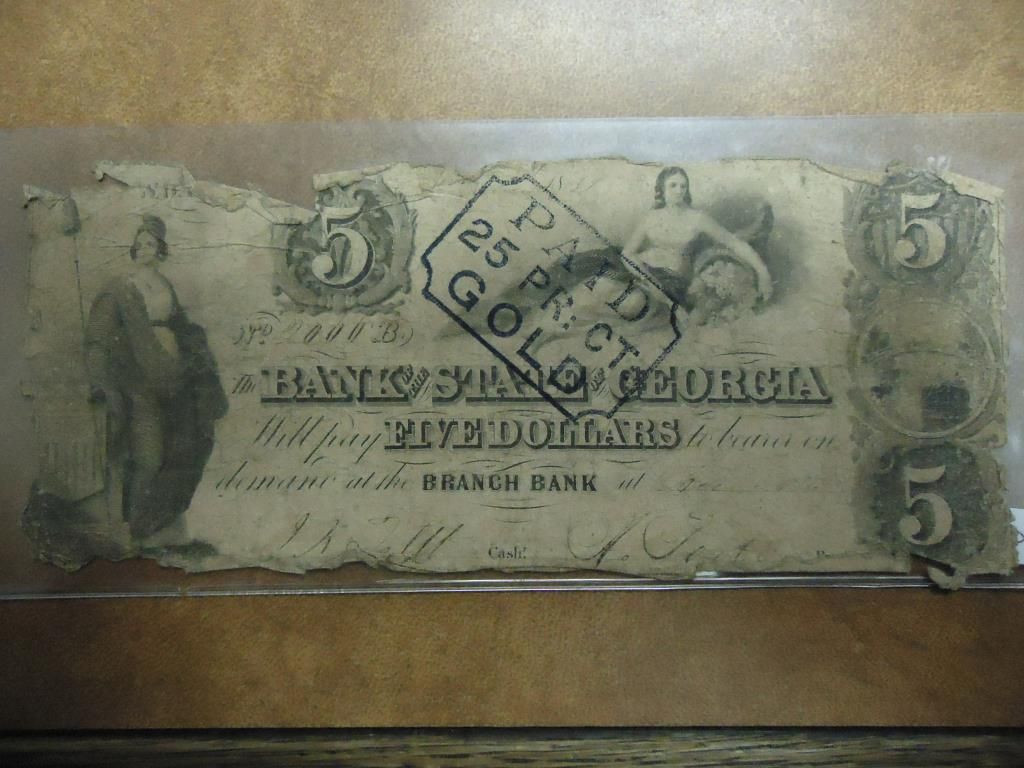 5
5
PAID
25 PR: CT
GOLD
No 2000 B.
The BANK OF THE STATE OF GEORGIA
Will pay FIVE DOLLARS to bearer on
demand at the BRANCH BANK at
Cash!
5